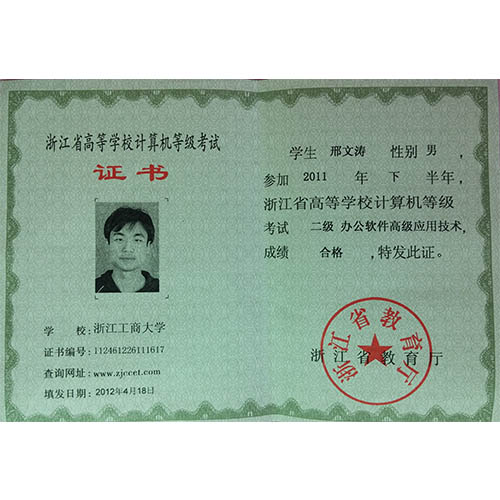 浙江省高等学校计算机等级考试
证书
学 校：浙江工商大学
证书编号：112461226111617
查询网址：www.zjccet.com
填发日期：2012年4月18日
学生 邢文涛 性别 男 ，
参加 2011 年 下 半年，
浙江省高等学校计算机等级
考试 二级 办公软件高级应用技术，
成绩 合格 ，特发此证。
浙江省教育厅
浙江省教育厅